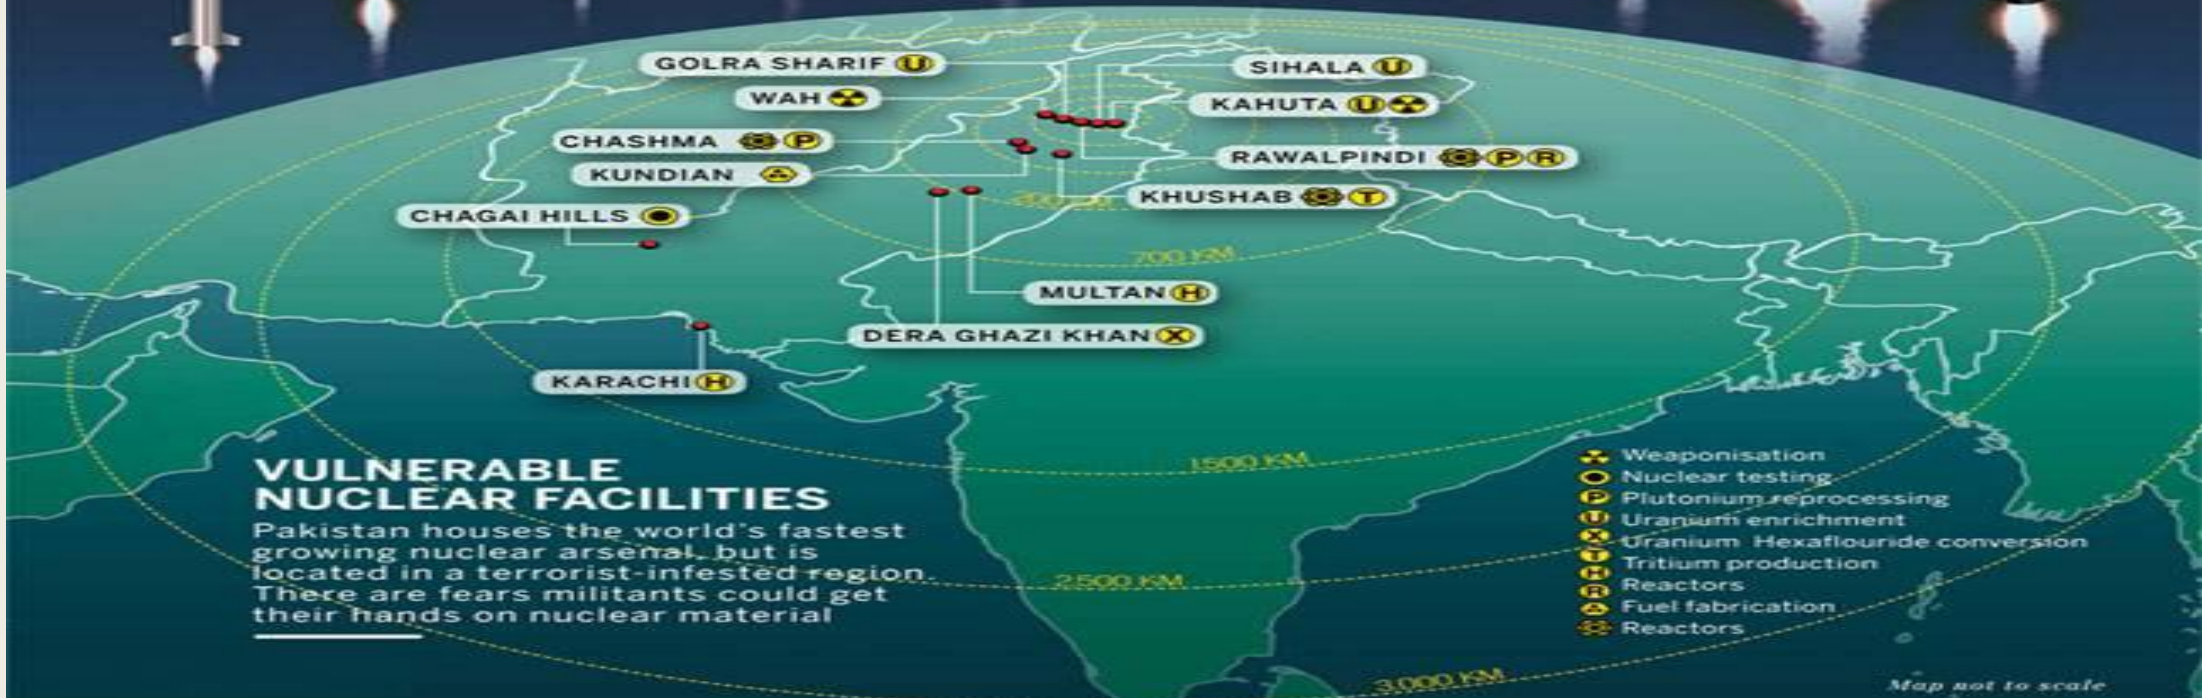 GOLRA SHARIF U
SIHALA U
WAH
KAHUTA U
CHASHMA P
RAWALPINDI P R
KUNDIAN
KHUSHAB T
CHAGAI HILLS
700 KM
MULTAN H
DERA GHAZI KHAN X
KARACHI H
1500 KM
2500 KM
3000 KM
VULNERABLE
NUCLEAR FACILITIES
Pakistan houses the world's fastest
growing nuclear arsenal, but is
located in a terrorist-infested region.
There are fears militants could get
their hands on nuclear material
Weaponisation
Nuclear testing
P Plutonium reprocessing
U Uranium enrichment
X Uranium Hexaflouride conversion
T Tritium production
H Reactors
R Fuel fabrication
Reactors
Map not to scale